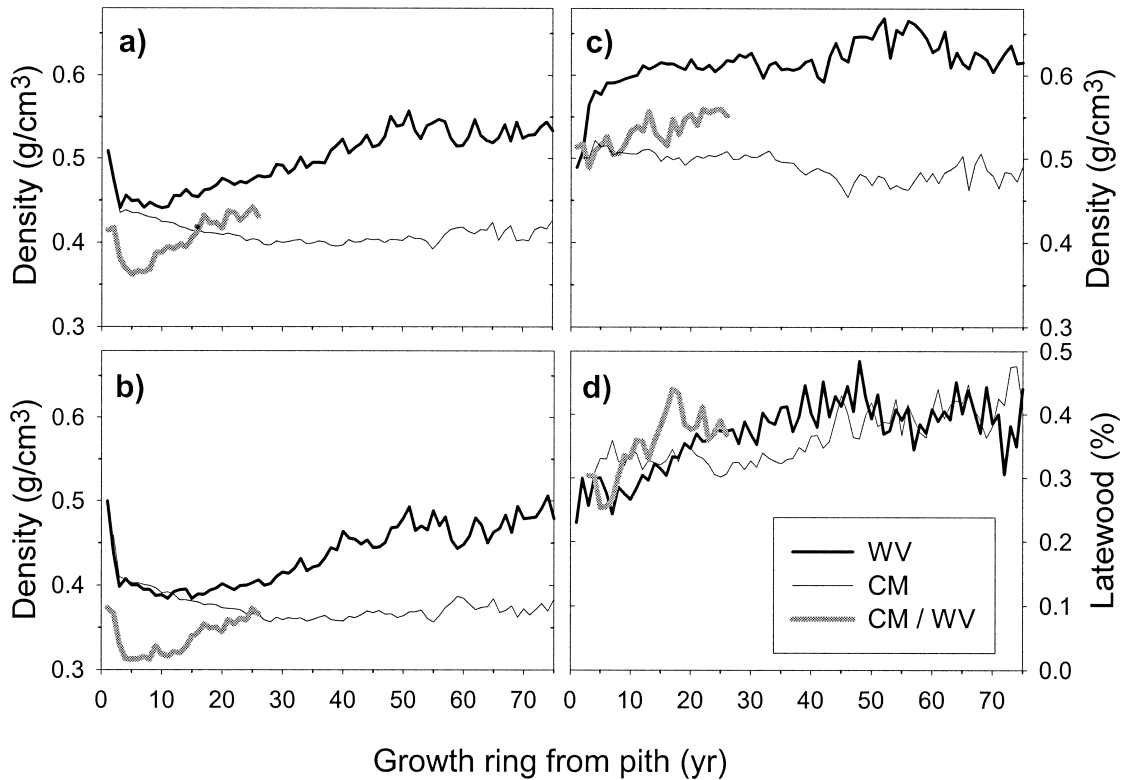 a)
0.6
0.5
0.4
0.3
Density (g/cm3)
c)
0.6
0.5
0.4
0.3
Density (g/cm3)
b)
0.6
0.5
0.4
0.3
Density (g/cm3)
0 10 20 30 40 50 60 70
d)
0.5
0.4
0.3
0.2
0.1
0.0
Latewood (%)
WV
CM
CM / WV
0 10 20 30 40 50 60 70
Growth ring from pith (yr)